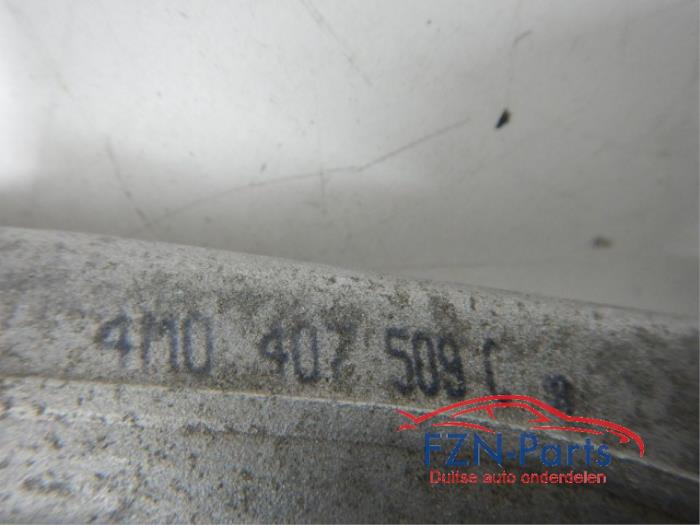 4M0 407 509 C
FZN-Parts
Duitse auto onderdelen